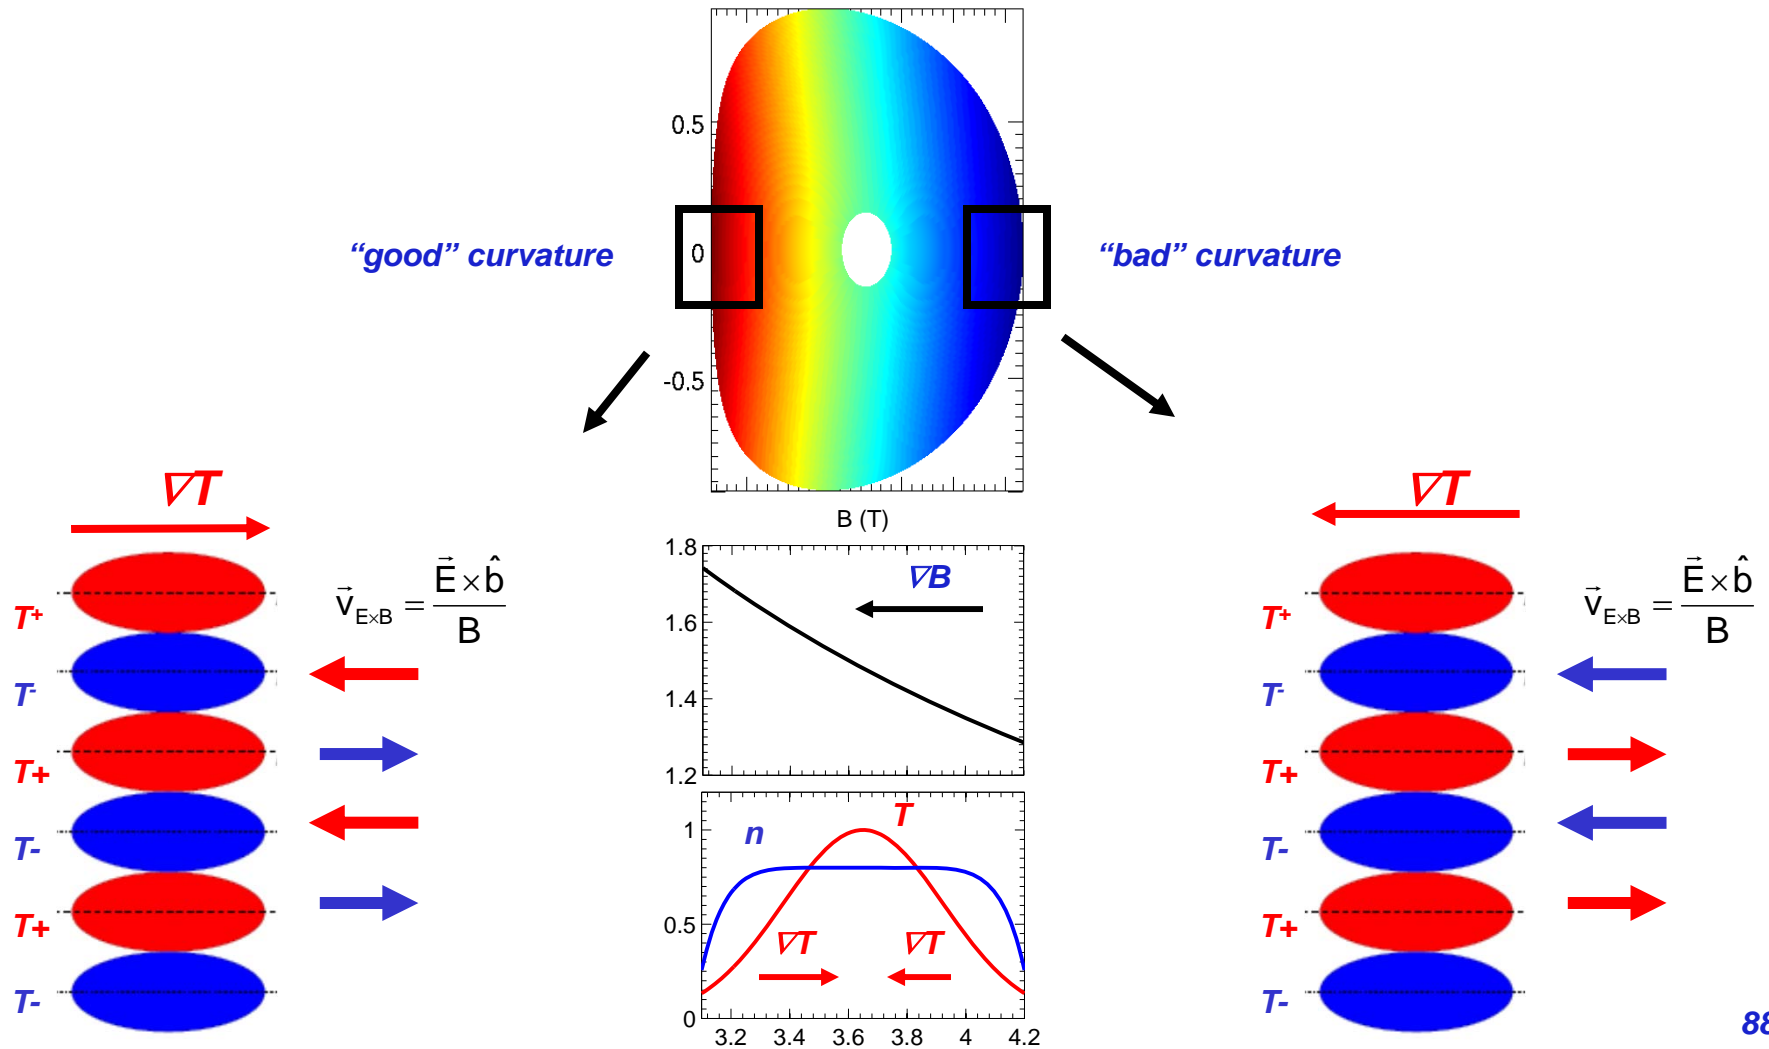 0.5
0
-0.5
“good” curvature
“bad” curvature
∇T
T+
T-
T+
T-
T+
T-
v⃗E×B = E⃗ × b̂ / B
B (T)
1.8
1.6
1.4
1.2
∇B
n
T
1
0.5
0
∇T
∇T
3.2 3.4 3.6 3.8 4 4.2
∇T
T+
T-
T+
T-
T+
T-
v⃗E×B = E⃗ × b̂ / B
88